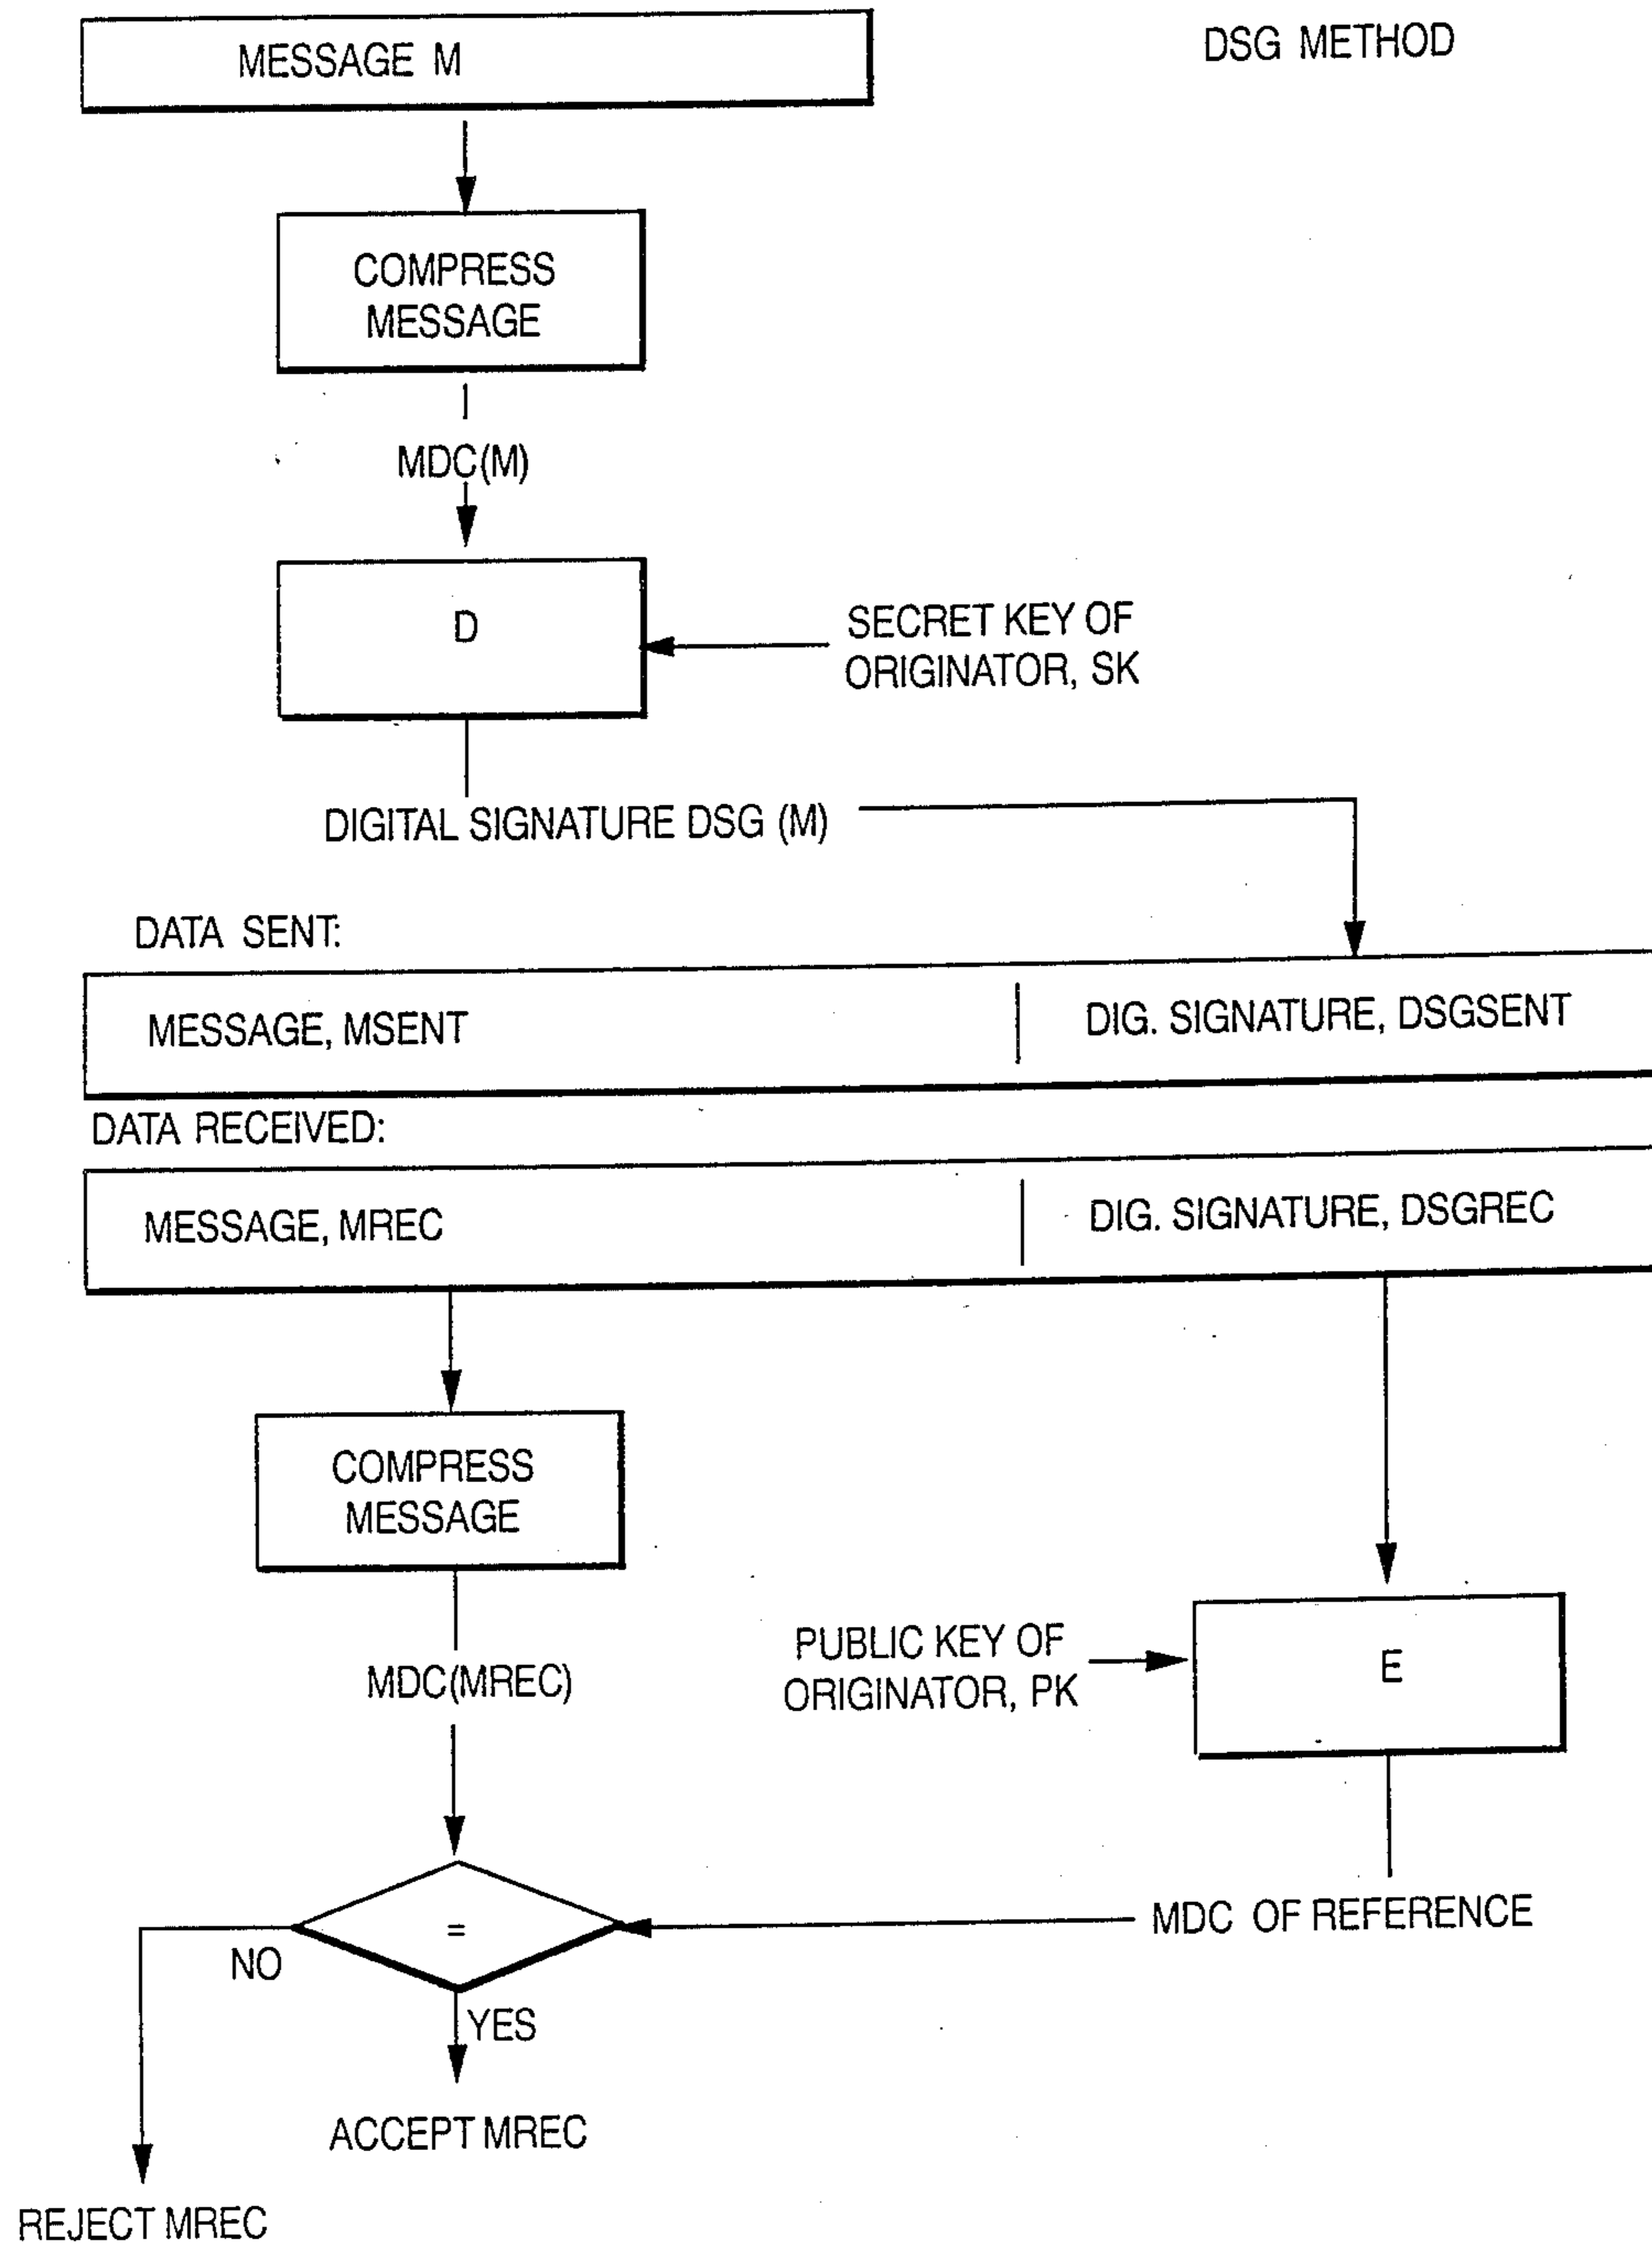 DSG METHOD
MESSAGE M
COMPRESS
MESSAGE
MDC(M)
D
SECRET KEY OF
ORIGINATOR, SK
DIGITAL SIGNATURE DSG (M)
DATA SENT:
MESSAGE, MSENT
DIG. SIGNATURE, DSGSENT
DATA RECEIVED:
MESSAGE, MREC
DIG. SIGNATURE, DSGREC
COMPRESS
MESSAGE
MDC(MREC)
PUBLIC KEY OF
ORIGINATOR, PK
E
MDC OF REFERENCE
=
NO
YES
ACCEPT MREC
REJECT MREC